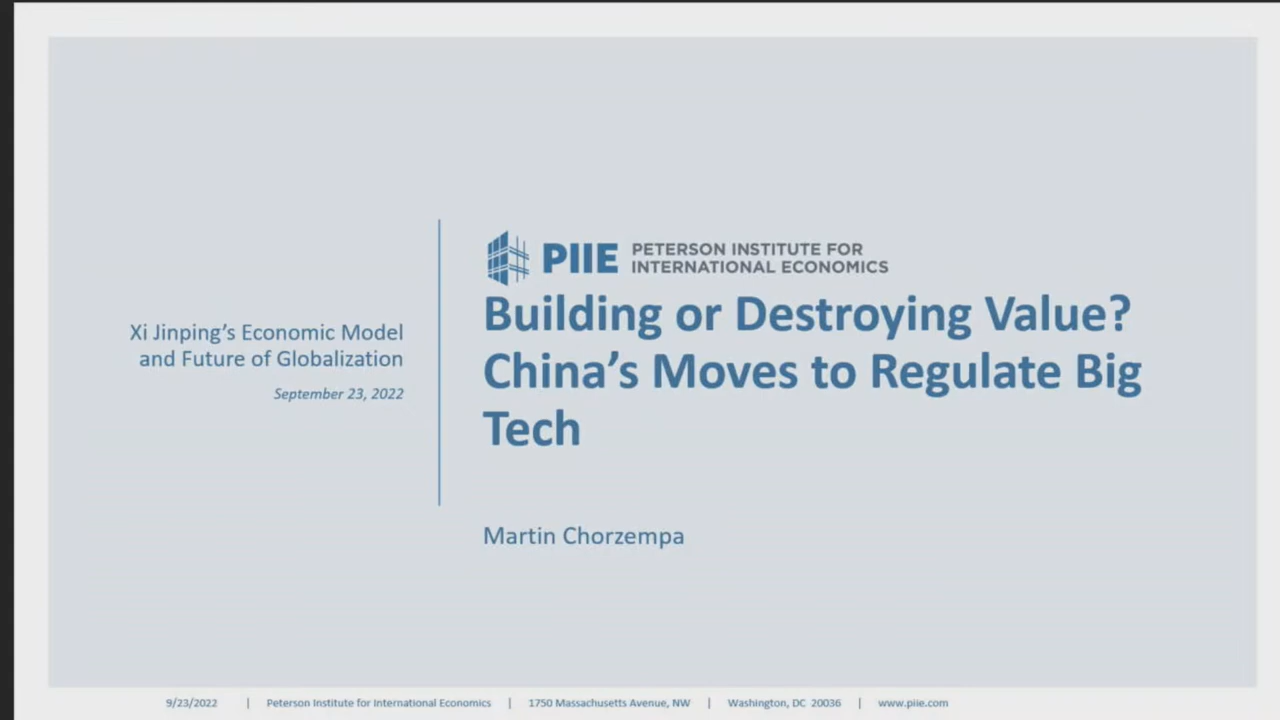 Xi Jinping's Economic Model
and Future of Globalization
September 23, 2022
PIIE
PETERSON INSTITUTE FOR
INTERNATIONAL ECONOMICS
Building or Destroying Value?
China's Moves to Regulate Big
Tech
Martin Chorzempa
9/23/2022 | Peterson Institute for International Economics | 1750 Massachusetts Avenue, NW | Washington, DC 20036 | www.piie.com